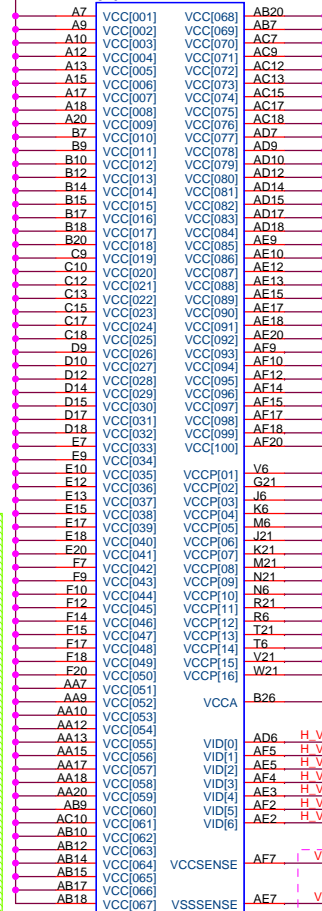 A7 VCC[001] VCC[068] AB20
A9 VCC[002] VCC[069] AB7
A10 VCC[003] VCC[070] AC7
A12 VCC[004] VCC[071] AC9
A13 VCC[005] VCC[072] AC12
A15 VCC[006] VCC[073] AC13
A17 VCC[007] VCC[074] AC15
A18 VCC[008] VCC[075] AC17
A20 VCC[009] VCC[076] AC18
B7 VCC[010] VCC[077] AD7
B9 VCC[011] VCC[078] AD9
B10 VCC[012] VCC[079] AD10
B12 VCC[013] VCC[080] AD12
B14 VCC[014] VCC[081] AD14
B15 VCC[015] VCC[082] AD15
B17 VCC[016] VCC[083] AD17
B18 VCC[017] VCC[084] AD18
B20 VCC[018] VCC[085] AE9
C9 VCC[019] VCC[086] AE10
C10 VCC[020] VCC[087] AE12
C12 VCC[021] VCC[088] AE13
C13 VCC[022] VCC[089] AE15
C15 VCC[023] VCC[090] AE17
C17 VCC[024] VCC[091] AE18
C18 VCC[025] VCC[092] AE20
D9 VCC[026] VCC[093] AF9
D10 VCC[027] VCC[094] AF10
D12 VCC[028] VCC[095] AF12
D14 VCC[029] VCC[096] AF14
D15 VCC[030] VCC[097] AF15
D17 VCC[031] VCC[098] AF17
D18 VCC[032] VCC[099] AF18
E7 VCC[033] VCC[100] AF20
E9 VCC[034]
E10 VCC[035] VCCP[01] V6
E12 VCC[036] VCCP[02] G21
E13 VCC[037] VCCP[03] J6
E15 VCC[038] VCCP[04] K6
E17 VCC[039] VCCP[05] M6
E18 VCC[040] VCCP[06] J21
E20 VCC[041] VCCP[07] K21
F7 VCC[042] VCCP[08] M21
F9 VCC[043] VCCP[09] N21
F10 VCC[044] VCCP[10] N6
F12 VCC[045] VCCP[11] R21
F14 VCC[046] VCCP[12] R6
F15 VCC[047] VCCP[13] T21
F17 VCC[048] VCCP[14] T6
F18 VCC[049] VCCP[15] V21
F20 VCC[050] VCCP[16] W21
AA7 VCC[051]
AA9 VCC[052] VCCA B26
AA10 VCC[053]
AA12 VCC[054]
AA13 VCC[055] VID[0] AD6 H_V
AA15 VCC[056] VID[1] AF5 H_V
AA17 VCC[057] VID[2] AE5 H_V
AA18 VCC[058] VID[3] AF4 H_V
AA20 VCC[059] VID[4] AE3 H_V
AB9 VCC[060] VID[5] AF2 H_V
AC10 VCC[061] VID[6] AE2 H_V
AB10 VCC[062]
AB12 VCC[063]
AB14 VCC[064] VCCSENSE AF7 V
AB15 VCC[065]
AB17 VCC[066]
AB18 VCC[067] VSSSENSE AE7 V